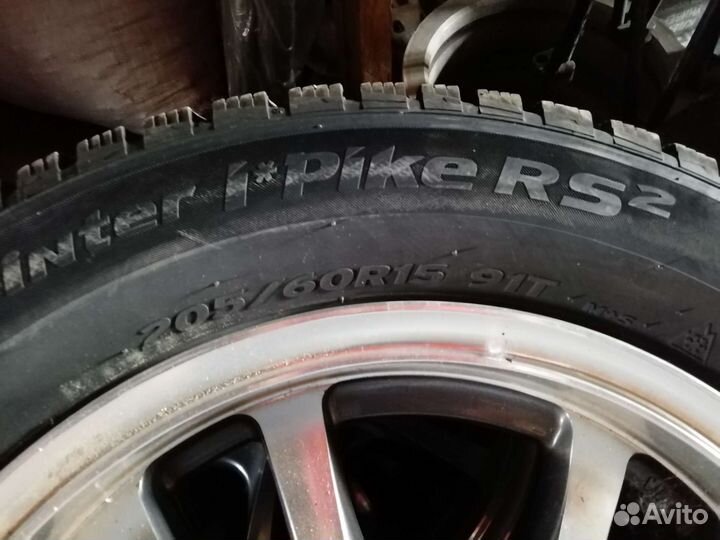 inter i*Pike RS2
205/60R15 91T M+S
Avito